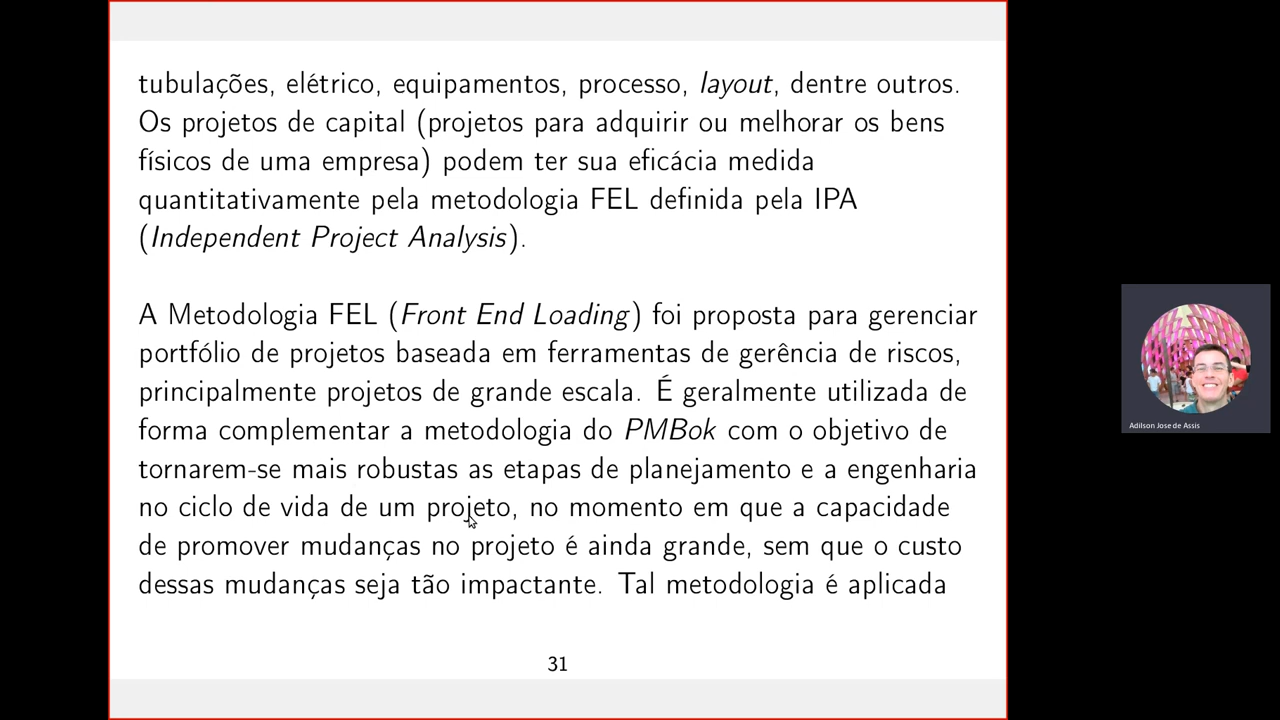 tubulações, elétrico, equipamentos, processo, layout, dentre outros.
Os projetos de capital (projetos para adquirir ou melhorar os bens
físicos de uma empresa) podem ter sua eficácia medida
quantitativamente pela metodologia FEL definida pela IPA
(Independent Project Analysis).
A Metodologia FEL (Front End Loading) foi proposta para gerenciar
portfólio de projetos baseada em ferramentas de gerência de riscos,
principalmente projetos de grande escala. É geralmente utilizada de
forma complementar a metodologia do PMBok com o objetivo de
tornarem-se mais robustas as etapas de planejamento e a engenharia
no ciclo de vida de um projeto, no momento em que a capacidade
de promover mudanças no projeto é ainda grande, sem que o custo
dessas mudanças seja tão impactante. Tal metodologia é aplicada
31
Adilson Jose de Assis